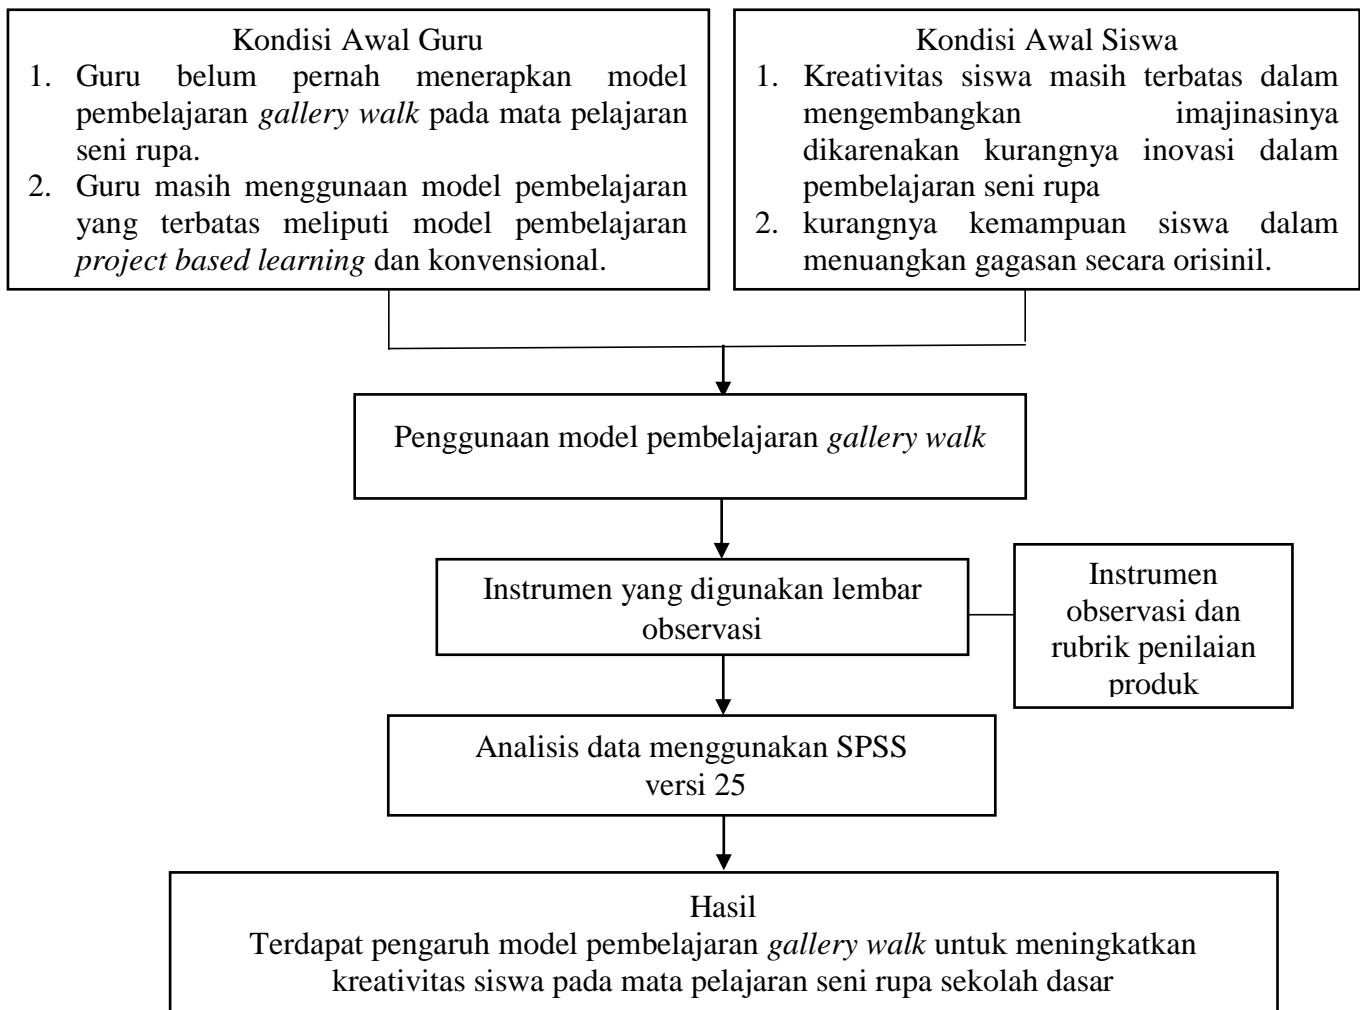 Kondisi Awal Guru
1. Guru belum pernah menerapkan model
pembelajaran gallery walk pada mata pelajaran
seni rupa.
2. Guru masih menggunaan model pembelajaran
yang terbatas meliputi model pembelajaran
project based learning dan konvensional.
Kondisi Awal Siswa
1. Kreativitas siswa masih terbatas dalam
mengembangkan imajinasinya
dikarenakan kurangnya inovasi dalam
pembelajaran seni rupa
2. kurangnya kemampuan siswa dalam
menuangkan gagasan secara orisinil.
Penggunaan model pembelajaran gallery walk
Instrumen yang digunakan lembar
observasi
Instrumen
observasi dan
rubrik penilaian
produk
Analisis data menggunakan SPSS
versi 25
Hasil
Terdapat pengaruh model pembelajaran gallery walk untuk meningkatkan
kreativitas siswa pada mata pelajaran seni rupa sekolah dasar